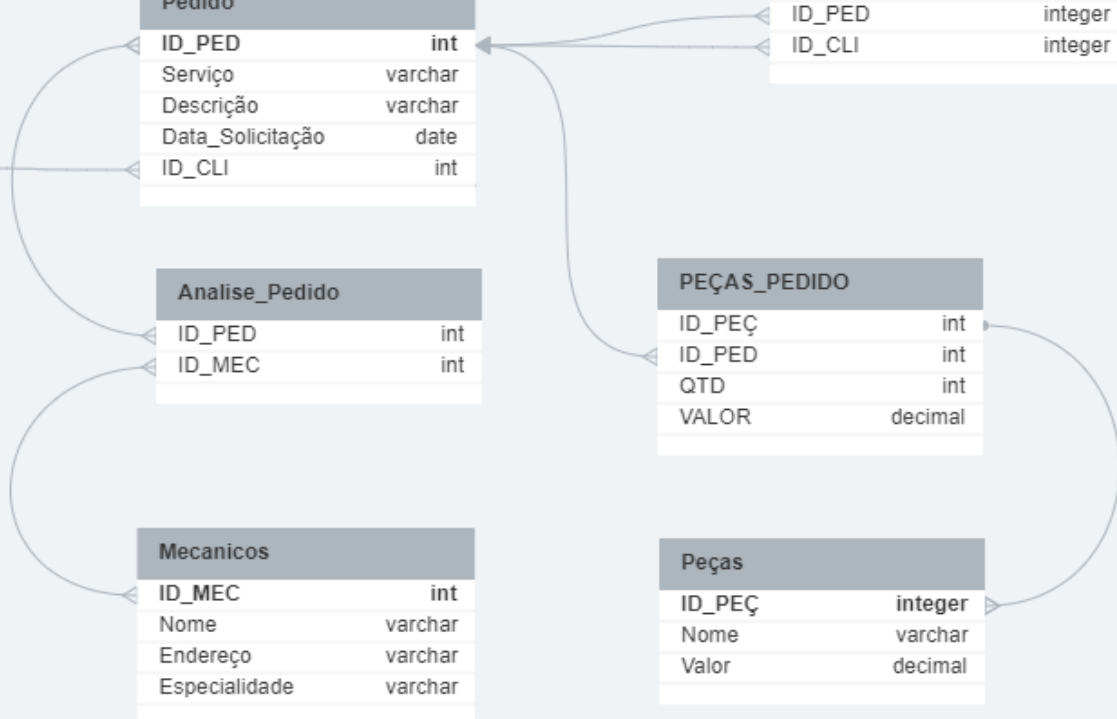 Pedido
ID_PED int
Serviço varchar
Descrição varchar
Data_Solicitação date
ID_CLI int
ID_PED integer
ID_CLI integer
Analise_Pedido
ID_PED int
ID_MEC int
PEÇAS_PEDIDO
ID_PEÇ int
ID_PED int
QTD int
VALOR decimal
Mecanicos
ID_MEC int
Nome varchar
Endereço varchar
Especialidade varchar
Peças
ID_PEÇ integer
Nome varchar
Valor decimal